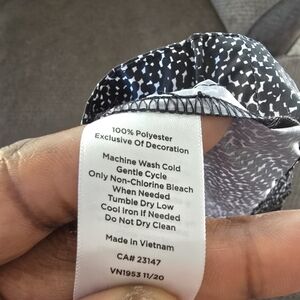 100% Polyester
Exclusive Of Decoration
Machine Wash Cold
Gentle Cycle
Only Non-Chlorine Bleach
When Needed
Tumble Dry Low
Cool Iron If Needed
Do Not Dry Clean
Made In Vietnam
CA# 23147
VN1953 11/20